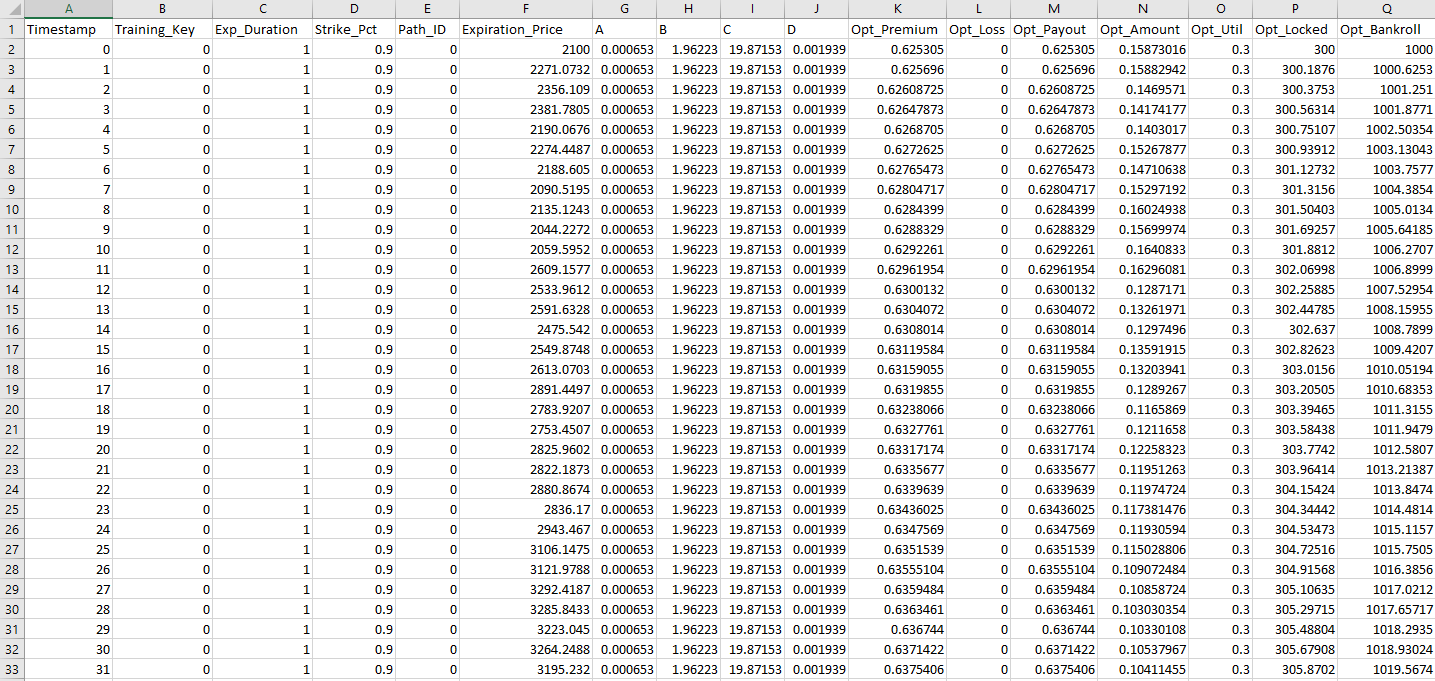 A B C D E F G H I J K L M N O P Q
1 Timestamp Training_Key Exp_Duration Strike_Pct Path_ID Expiration_Price A B C D Opt_Premium Opt_Loss Opt_Payout Opt_Amount Opt_Util Opt_Locked Opt_Bankroll
2 0 0 1 0.9 0 2100 0.000653 1.96223 19.87153 0.001939 0.625305 0 0.625305 0.15873016 0.3 300 1000
3 1 0 1 0.9 0 2271.0732 0.000653 1.96223 19.87153 0.001939 0.625696 0 0.625696 0.15882942 0.3 300.1876 1000.6253
4 2 0 1 0.9 0 2356.109 0.000653 1.96223 19.87153 0.001939 0.62608725 0 0.62608725 0.1469571 0.3 300.3753 1001.251
5 3 0 1 0.9 0 2381.7805 0.000653 1.96223 19.87153 0.001939 0.62647873 0 0.62647873 0.14174177 0.3 300.56314 1001.8771
6 4 0 1 0.9 0 2190.0676 0.000653 1.96223 19.87153 0.001939 0.6268705 0 0.6268705 0.1403017 0.3 300.75107 1002.50354
7 5 0 1 0.9 0 2274.4487 0.000653 1.96223 19.87153 0.001939 0.6272625 0 0.6272625 0.15267877 0.3 300.93912 1003.13043
8 6 0 1 0.9 0 2188.605 0.000653 1.96223 19.87153 0.001939 0.62765473 0 0.62765473 0.14710638 0.3 301.12732 1003.7577
9 7 0 1 0.9 0 2090.5195 0.000653 1.96223 19.87153 0.001939 0.62804717 0 0.62804717 0.15297192 0.3 301.3156 1004.3854
10 8 0 1 0.9 0 2135.1243 0.000653 1.96223 19.87153 0.001939 0.6284399 0 0.6284399 0.16024938 0.3 301.50403 1005.0134
11 9 0 1 0.9 0 2044.2272 0.000653 1.96223 19.87153 0.001939 0.6288329 0 0.6288329 0.15699974 0.3 301.69257 1005.64185
12 10 0 1 0.9 0 2059.5952 0.000653 1.96223 19.87153 0.001939 0.6292261 0 0.6292261 0.1640833 0.3 301.8812 1006.2707
13 11 0 1 0.9 0 2609.1577 0.000653 1.96223 19.87153 0.001939 0.62961954 0 0.62961954 0.16296081 0.3 302.06998 1006.8999
14 12 0 1 0.9 0 2533.9612 0.000653 1.96223 19.87153 0.001939 0.6300132 0 0.6300132 0.1287171 0.3 302.25885 1007.52954
15 13 0 1 0.9 0 2591.6328 0.000653 1.96223 19.87153 0.001939 0.6304072 0 0.6304072 0.13261971 0.3 302.44785 1008.15955
16 14 0 1 0.9 0 2475.542 0.000653 1.96223 19.87153 0.001939 0.6308014 0 0.6308014 0.1297496 0.3 302.637 1008.7899
17 15 0 1 0.9 0 2549.8748 0.000653 1.96223 19.87153 0.001939 0.63119584 0 0.63119584 0.13591915 0.3 302.82623 1009.4207
18 16 0 1 0.9 0 2613.0703 0.000653 1.96223 19.87153 0.001939 0.63159055 0 0.63159055 0.13203941 0.3 303.0156 1010.05194
19 17 0 1 0.9 0 2891.4497 0.000653 1.96223 19.87153 0.001939 0.6319855 0 0.6319855 0.1289267 0.3 303.20505 1010.68353
20 18 0 1 0.9 0 2783.9207 0.000653 1.96223 19.87153 0.001939 0.63238066 0 0.63238066 0.1165869 0.3 303.39465 1011.3155
21 19 0 1 0.9 0 2753.4507 0.000653 1.96223 19.87153 0.001939 0.6327761 0 0.6327761 0.1211658 0.3 303.58438 1011.9479
22 20 0 1 0.9 0 2825.9602 0.000653 1.96223 19.87153 0.001939 0.63317174 0 0.63317174 0.12258323 0.3 303.7742 1012.5807
23 21 0 1 0.9 0 2822.1873 0.000653 1.96223 19.87153 0.001939 0.6335677 0 0.6335677 0.11951263 0.3 303.96414 1013.21387
24 22 0 1 0.9 0 2880.8674 0.000653 1.96223 19.87153 0.001939 0.6339639 0 0.6339639 0.11974724 0.3 304.15424 1013.8474
25 23 0 1 0.9 0 2836.17 0.000653 1.96223 19.87153 0.001939 0.63436025 0 0.63436025 0.117381476 0.3 304.34442 1014.4814
26 24 0 1 0.9 0 2943.467 0.000653 1.96223 19.87153 0.001939 0.6347569 0 0.6347569 0.11930594 0.3 304.53473 1015.1157
27 25 0 1 0.9 0 3106.1475 0.000653 1.96223 19.87153 0.001939 0.6351539 0 0.6351539 0.115028806 0.3 304.72516 1015.7505
28 26 0 1 0.9 0 3121.9788 0.000653 1.96223 19.87153 0.001939 0.63555104 0 0.63555104 0.109072484 0.3 304.91568 1016.3856
29 27 0 1 0.9 0 3292.4187 0.000653 1.96223 19.87153 0.001939 0.6359484 0 0.6359484 0.10858724 0.3 305.10635 1017.0212
30 28 0 1 0.9 0 3285.8433 0.000653 1.96223 19.87153 0.001939 0.6363461 0 0.6363461 0.103030354 0.3 305.29715 1017.65717
31 29 0 1 0.9 0 3223.045 0.000653 1.96223 19.87153 0.001939 0.636744 0 0.636744 0.10330108 0.3 305.48804 1018.2935
32 30 0 1 0.9 0 3264.2488 0.000653 1.96223 19.87153 0.001939 0.6371422 0 0.6371422 0.10537967 0.3 305.67908 1018.93024
33 31 0 1 0.9 0 3195.232 0.000653 1.96223 19.87153 0.001939 0.6375406 0 0.6375406 0.10411455 0.3 305.8702 1019.5674